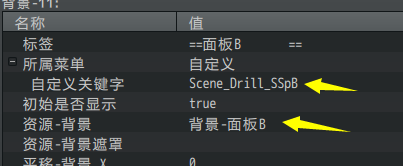 背景-11:
名称 值
标签 ==面板B ==
所属菜单 自定义
自定义关键字 Scene_Drill_SSpB
初始是否显示 true
资源-背景 背景-面板B
资源-背景遮罩
平移-背景 X 0